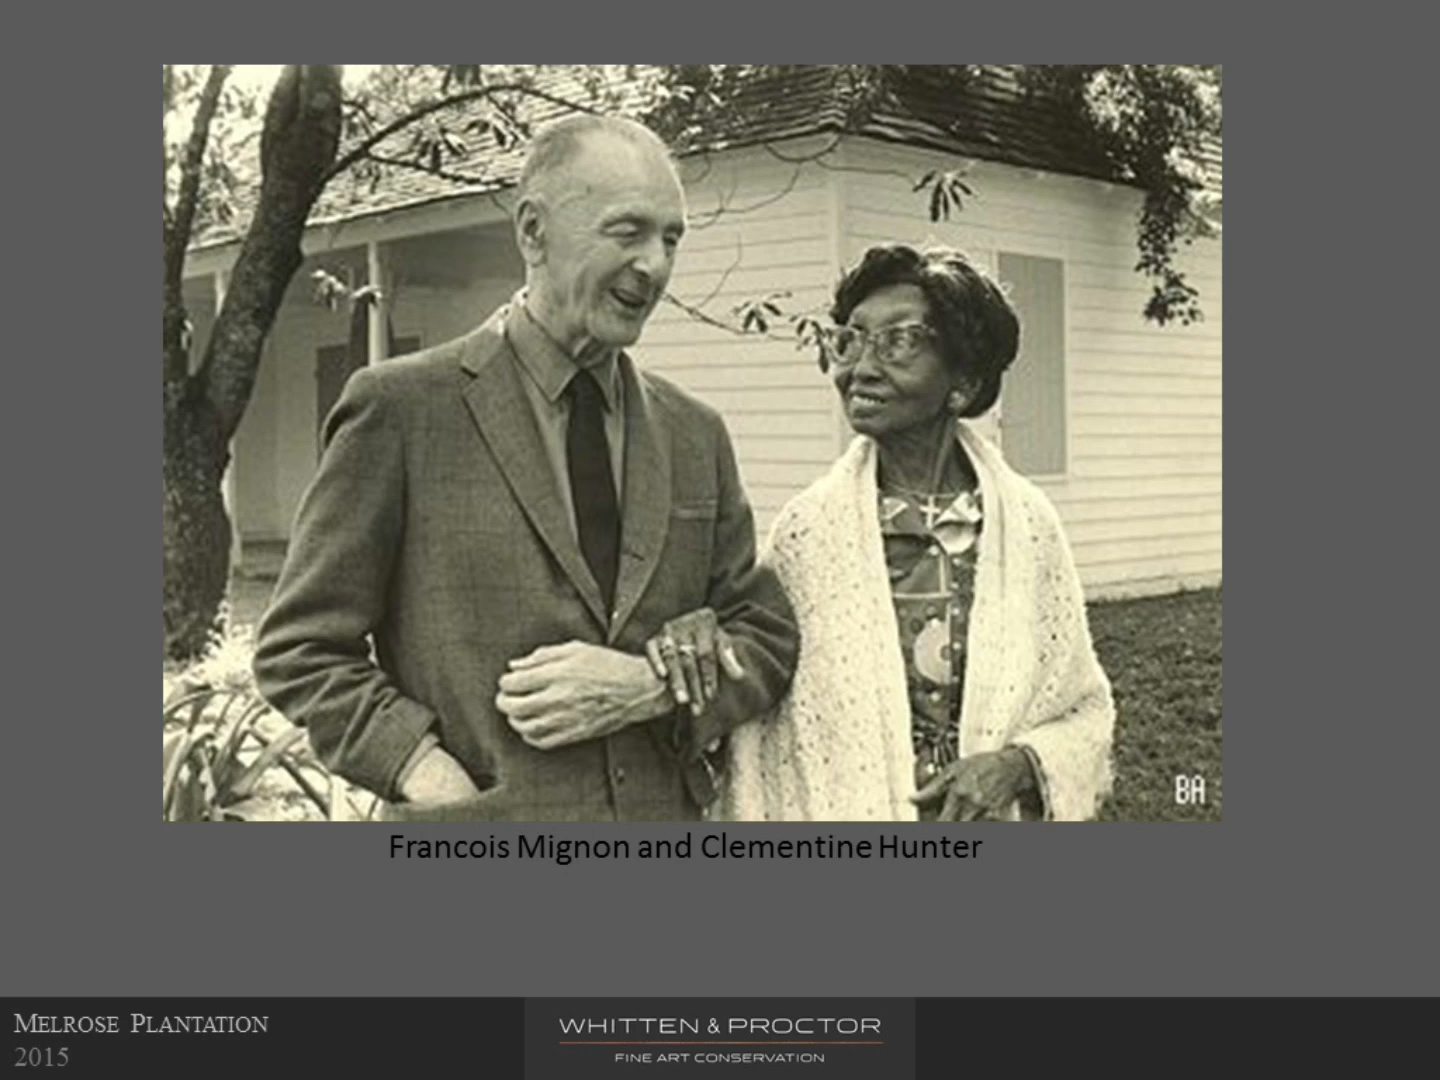 BA
Francois Mignon and Clementine Hunter
MELROSE PLANTATION
2015
WHITTEN & PROCTOR
FINE ART CONSERVATION